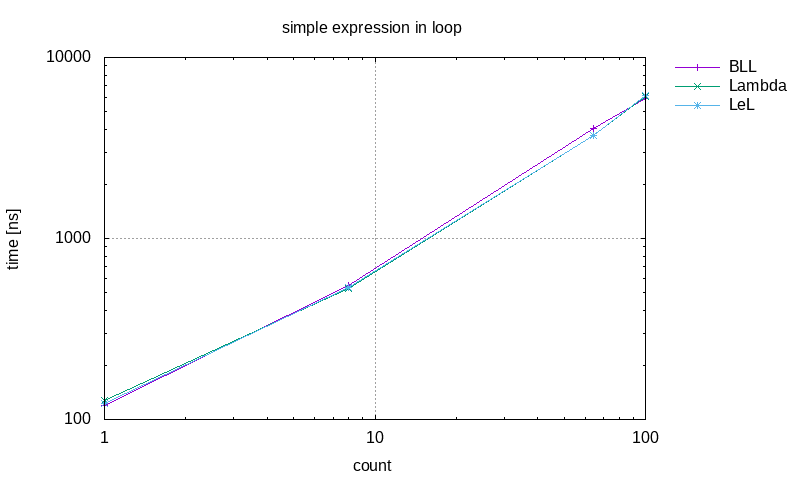 simple expression in loop
10000
1000
100
time [ns]
1
10
100
count
BLL
Lambda
LeL